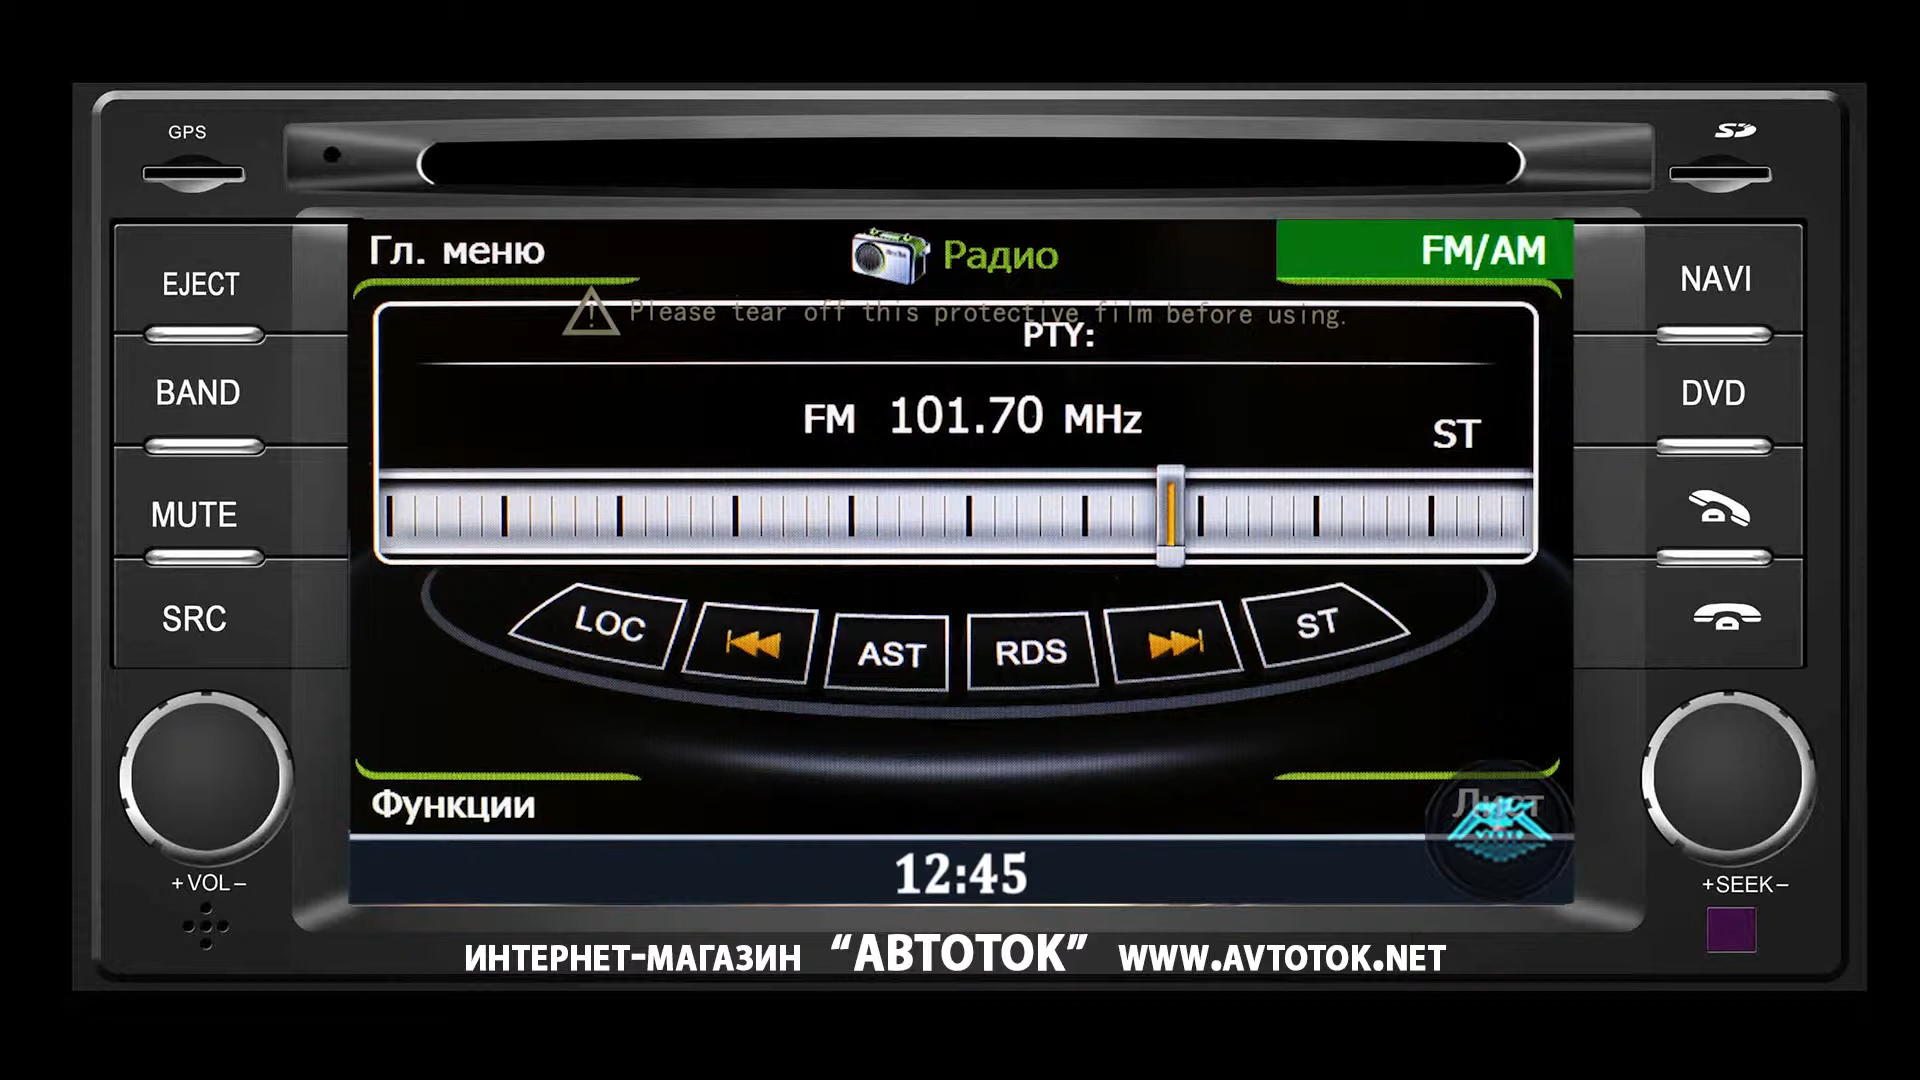 GPS
SD
Гл. меню
Радио
FM/AM
EJECT
NAVI
Please tear off this protective film before using.
PTY:
BAND
DVD
FM 101.70 MHz
ST
MUTE
SRC
LOC
AST
RDS
ST
Функции
Лист
12:45
+VOL–
+SEEK–
ИНТЕРНЕТ-МАГАЗИН “АВТОТОК” WWW.AVTOTOK.NET